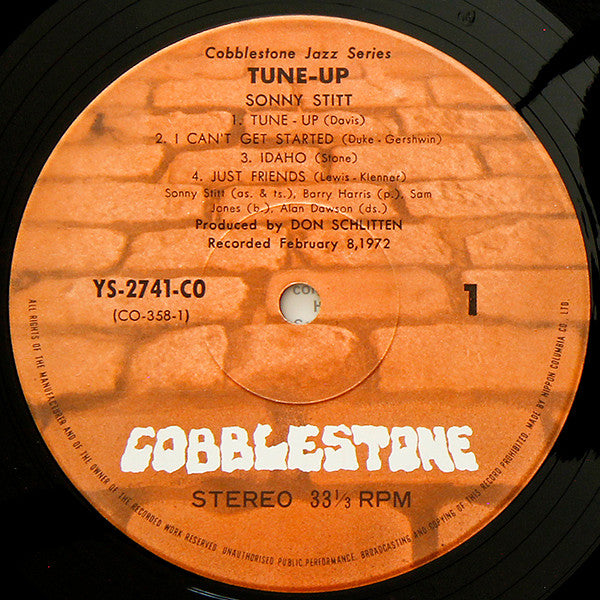 Cobblestone Jazz Series
TUNE-UP
SONNY STITT
1. TUNE-UP (Davis)
2. I CAN'T GET STARTED (Duke-Gershwin)
3. IDAHO (Stone)
4. JUST FRIENDS (Lewis-Klenner)
Sonny Stitt (as. & ts.), Barry Harris (p.), Sam
Jones (b.), Alan Dawson (ds.)
Produced by DON SCHLITTEN
Recorded February 8,1972
YS-2741-CO
(CO-358-1)
1
COBBLESTONE
STEREO 33 1/3 RPM
ALL RIGHTS OF THE MANUFACTURER AND OF THE OWNER OF THE RECORDED WORK RESERVED. UNAUTHORISED PUBLIC PERFORMANCE, BROADCASTING AND COPYING OF THIS RECORD PROHIBITED. MADE BY NIPPON COLUMBIA CO. LTD.